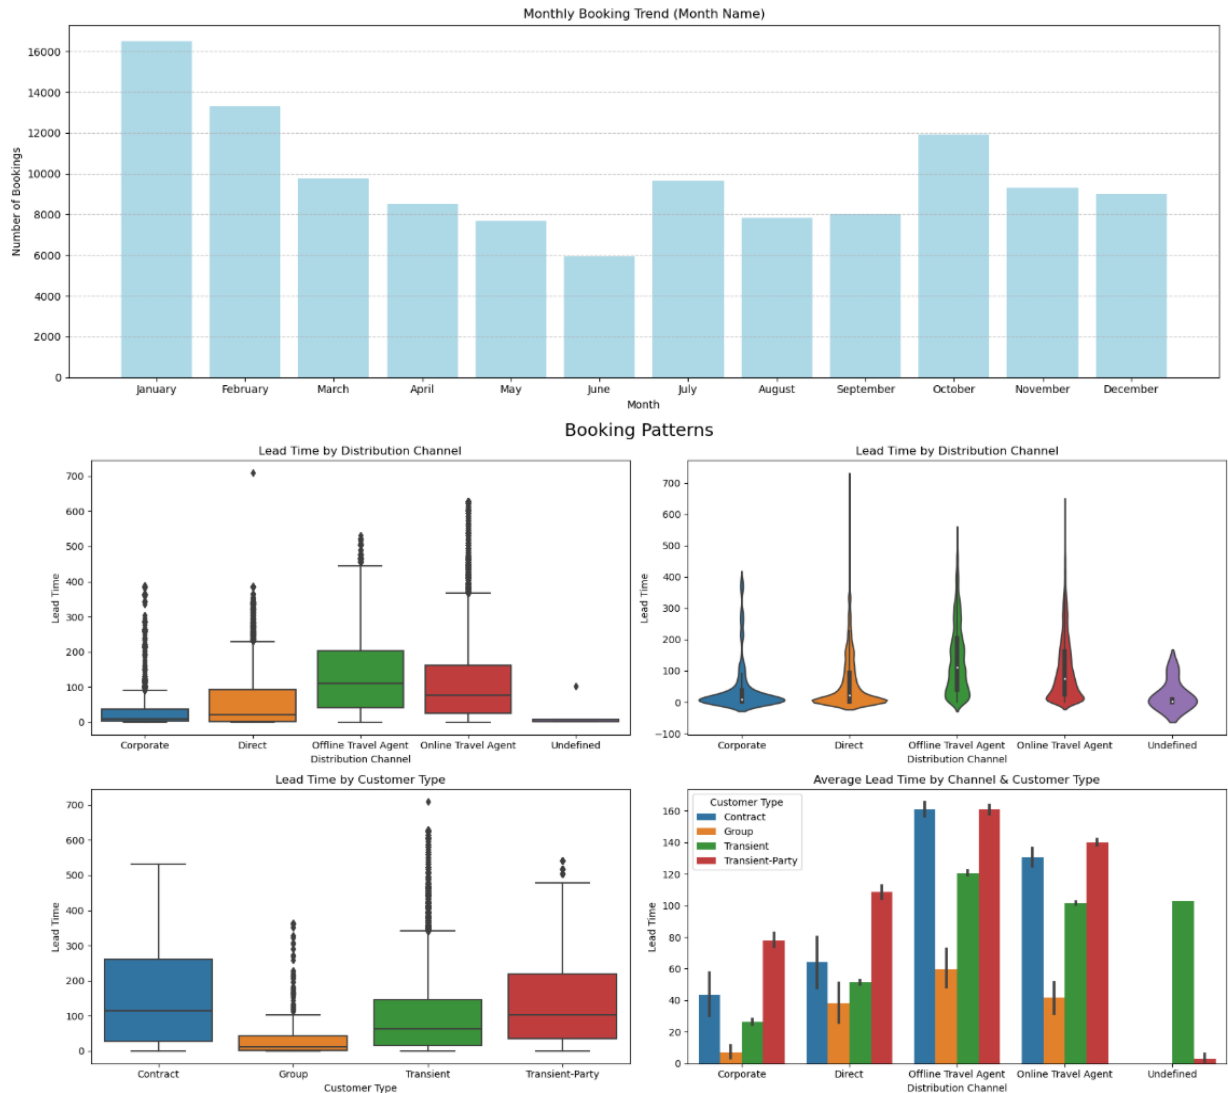 Monthly Booking Trend (Month Name)
Number of Bookings
16000
14000
12000
10000
8000
6000
4000
2000
0
January February March April May June July August September October November December
Month
Booking Patterns
Lead Time by Distribution Channel
Lead Time
700
600
500
400
300
200
100
0
Corporate Direct Offline Travel Agent Online Travel Agent Undefined
Distribution Channel
Lead Time by Distribution Channel
Lead Time
700
600
500
400
300
200
100
0
−100
Corporate Direct Offline Travel Agent Online Travel Agent Undefined
Distribution Channel
Lead Time by Customer Type
Lead Time
700
600
500
400
300
200
100
0
Contract Group Transient Transient-Party
Customer Type
Average Lead Time by Channel & Customer Type
Customer Type
Contract
Group
Transient
Transient-Party
Lead Time
160
140
120
100
80
60
40
20
0
Corporate Direct Offline Travel Agent Online Travel Agent Undefined
Distribution Channel